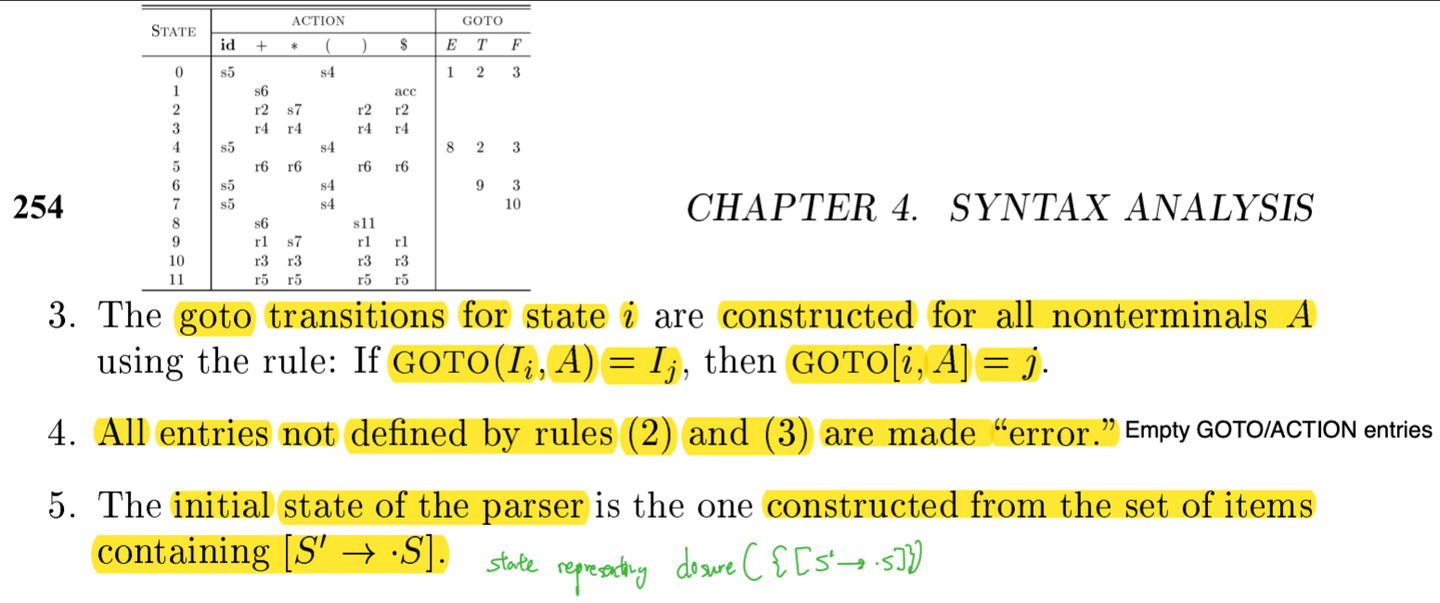 ACTION GOTO
STATE
id + * ( ) $ E T F
0 s5 s4 1 2 3
1 s6 acc
2 r2 s7 r2 r2
3 r4 r4 r4 r4
4 s5 s4 8 2 3
5 r6 r6 r6 r6
6 s5 s4 9 3
7 s5 s4 10
8 s6 s11
9 r1 s7 r1 r1
10 r3 r3 r3 r3
11 r5 r5 r5 r5
254 CHAPTER 4. SYNTAX ANALYSIS
3. The goto transitions for state i are constructed for all nonterminals A
using the rule: If GOTO(Iᵢ, A) = Iⱼ, then GOTO[i, A] = j.
4. All entries not defined by rules (2) and (3) are made “error.” Empty GOTO/ACTION entries
5. The initial state of the parser is the one constructed from the set of items
containing [S′ → ·S]. state representing closure({[S'→·S]})